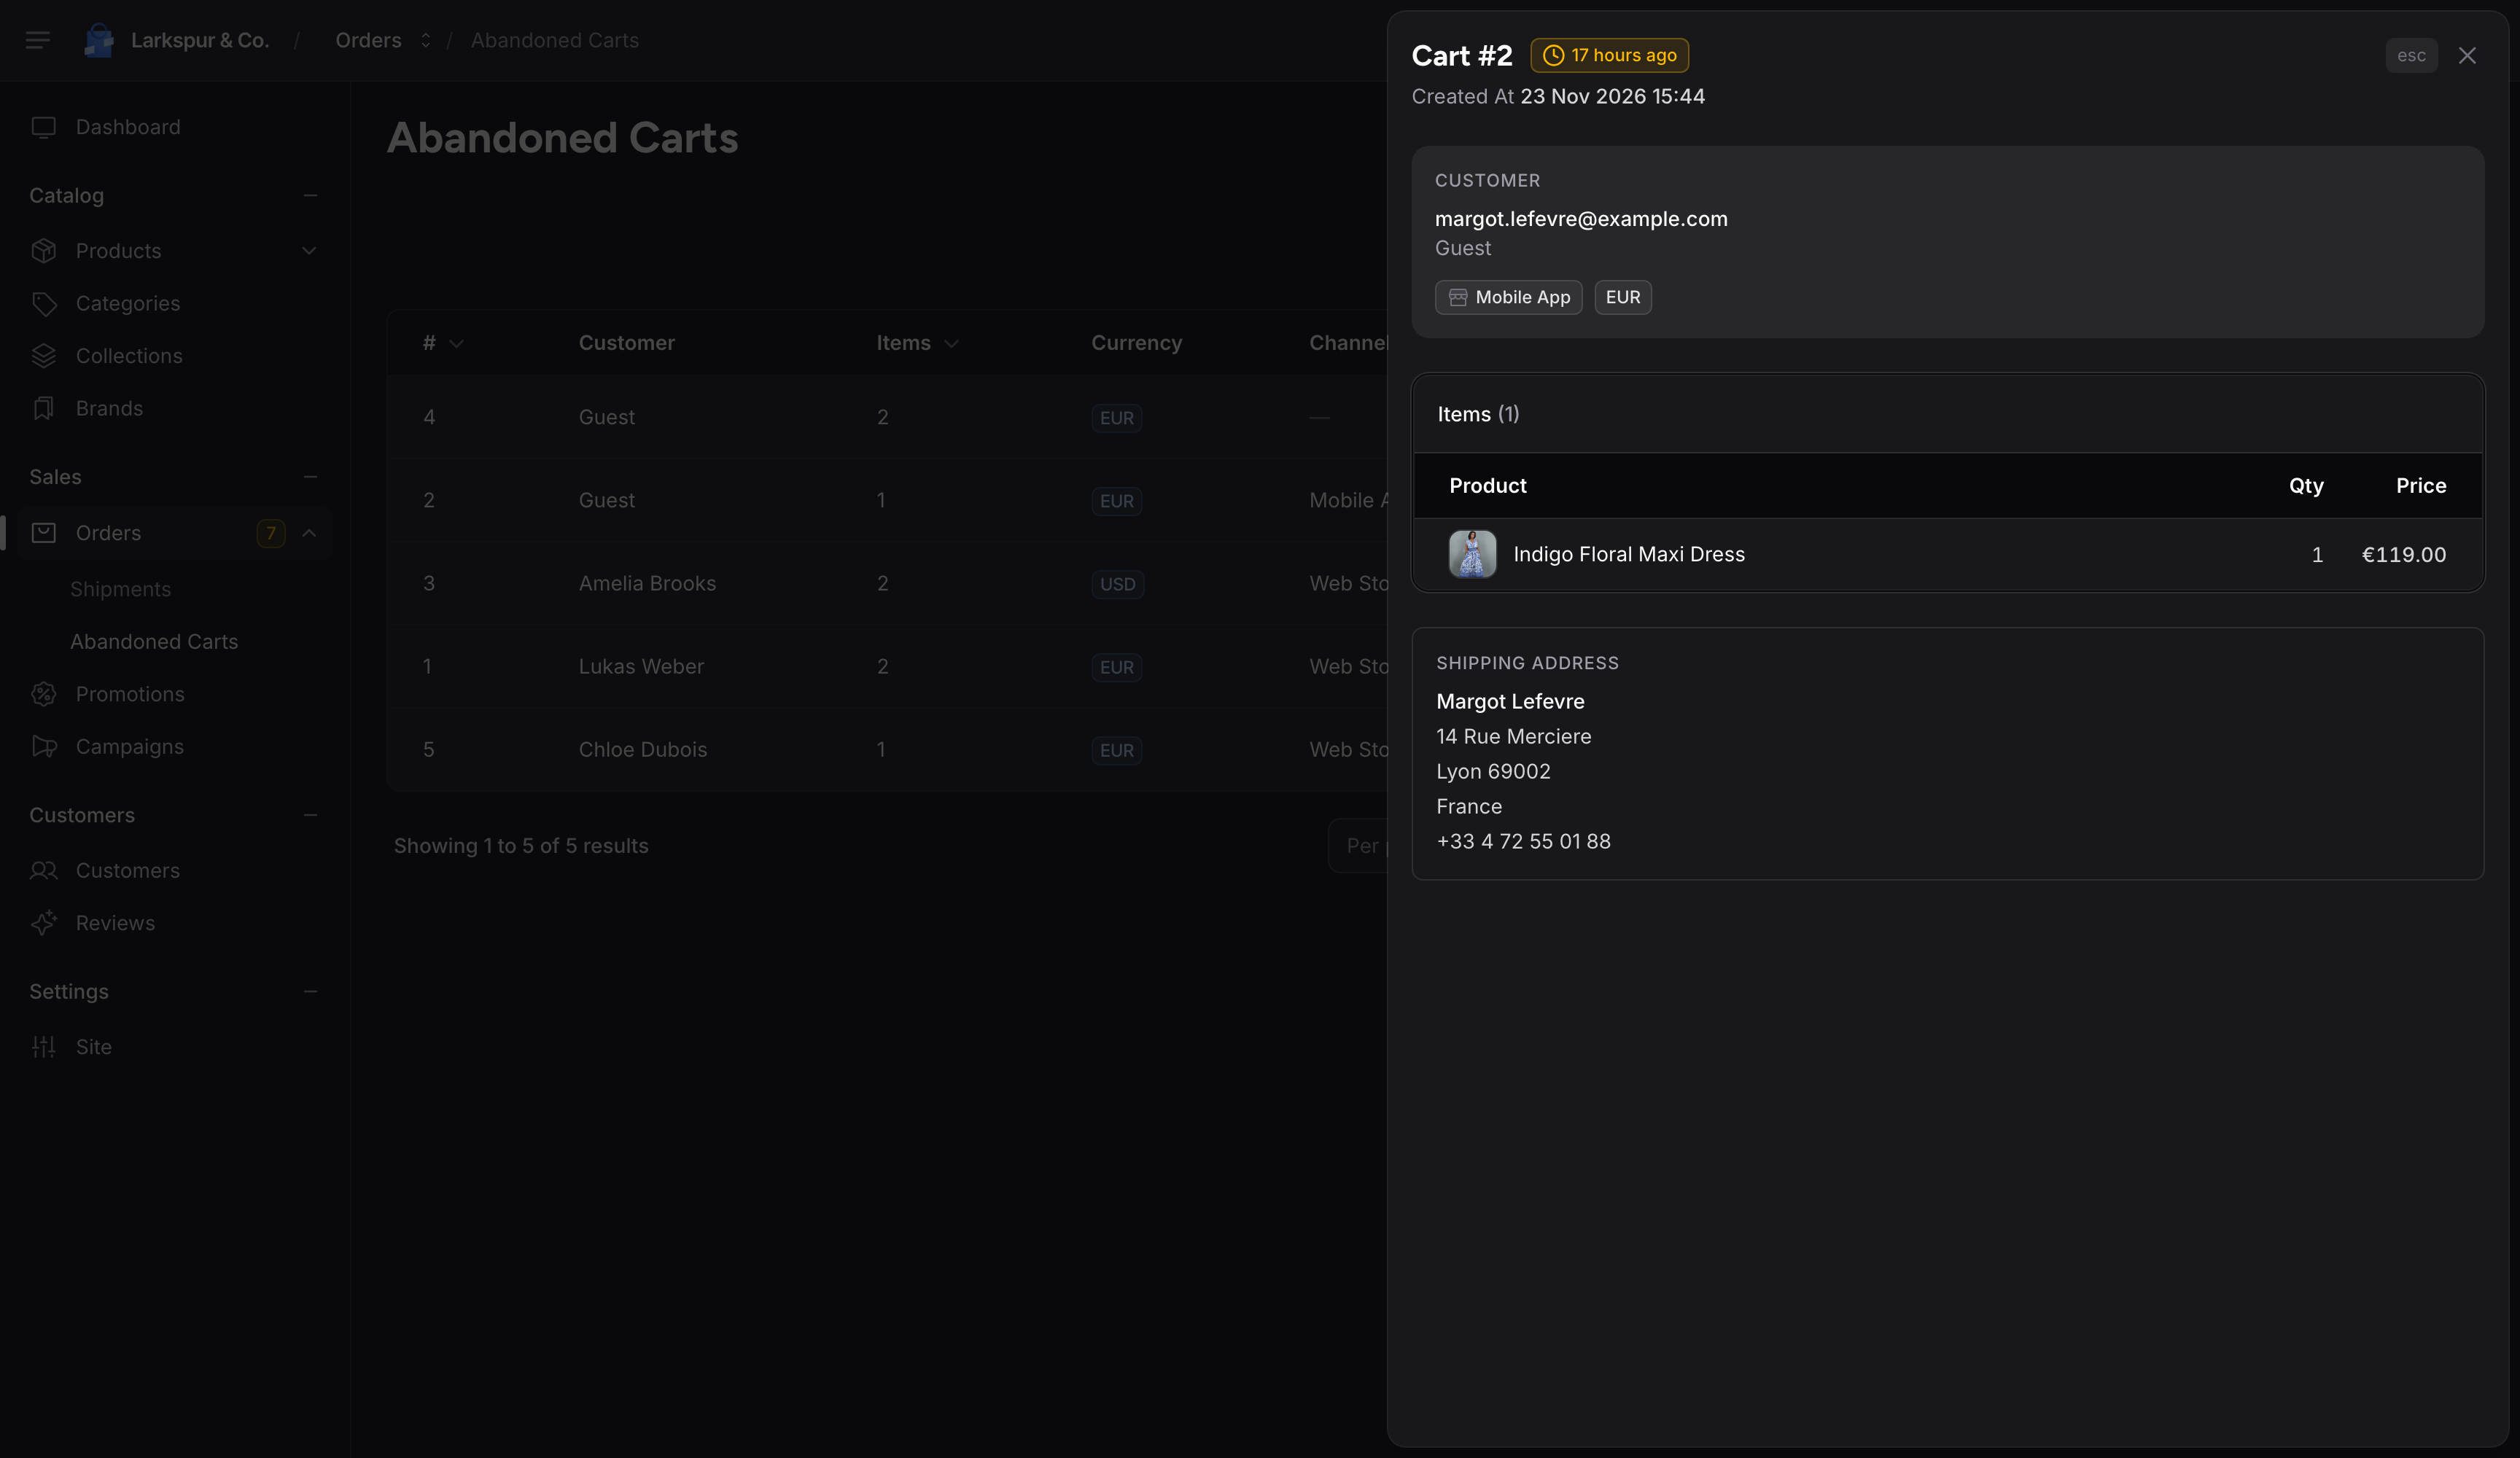 Larkspur & Co. / Orders / Abandoned Carts
Dashboard
Catalog
Products
Categories
Collections
Brands
Sales
Orders 7
Shipments
Abandoned Carts
Promotions
Campaigns
Customers
Customers
Reviews
Settings
Site
Abandoned Carts
# Customer Items Currency Channel
4 Guest 2 EUR —
2 Guest 1 EUR Mobile A
3 Amelia Brooks 2 USD Web Sto
1 Lukas Weber 2 EUR Web Sto
5 Chloe Dubois 1 EUR Web Sto
Showing 1 to 5 of 5 results
Per
Cart #2 17 hours ago
esc
Created At 23 Nov 2026 15:44
CUSTOMER
margot.lefevre@example.com
Guest
Mobile App EUR
Items (1)
Product Qty Price
Indigo Floral Maxi Dress 1 €119.00
SHIPPING ADDRESS
Margot Lefevre
14 Rue Merciere
Lyon 69002
France
+33 4 72 55 01 88